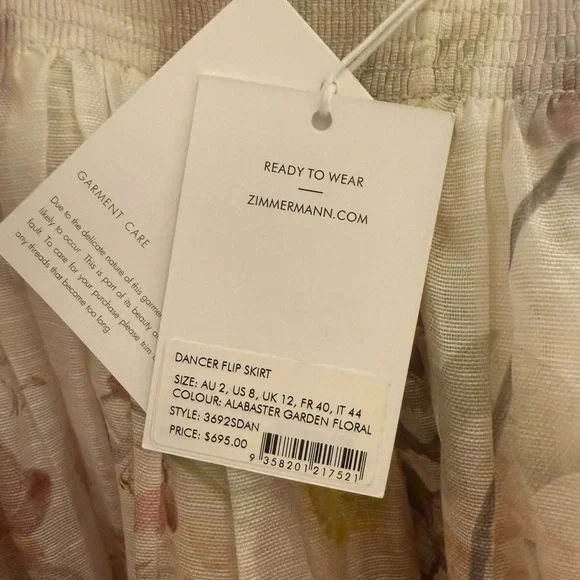 GARMENT CARE
Due to the delicate nature of this garme
likely to occur. This is part of its beauty a
fault. To care for your purchase please trim
any threads that become too long.
READY TO WEAR
ZIMMERMANN.COM
DANCER FLIP SKIRT
SIZE: AU 2, US 8, UK 12, FR 40, IT 44
COLOUR: ALABASTER GARDEN FLORAL
STYLE: 3692SDAN
PRICE: $695.00
9 358201 217521